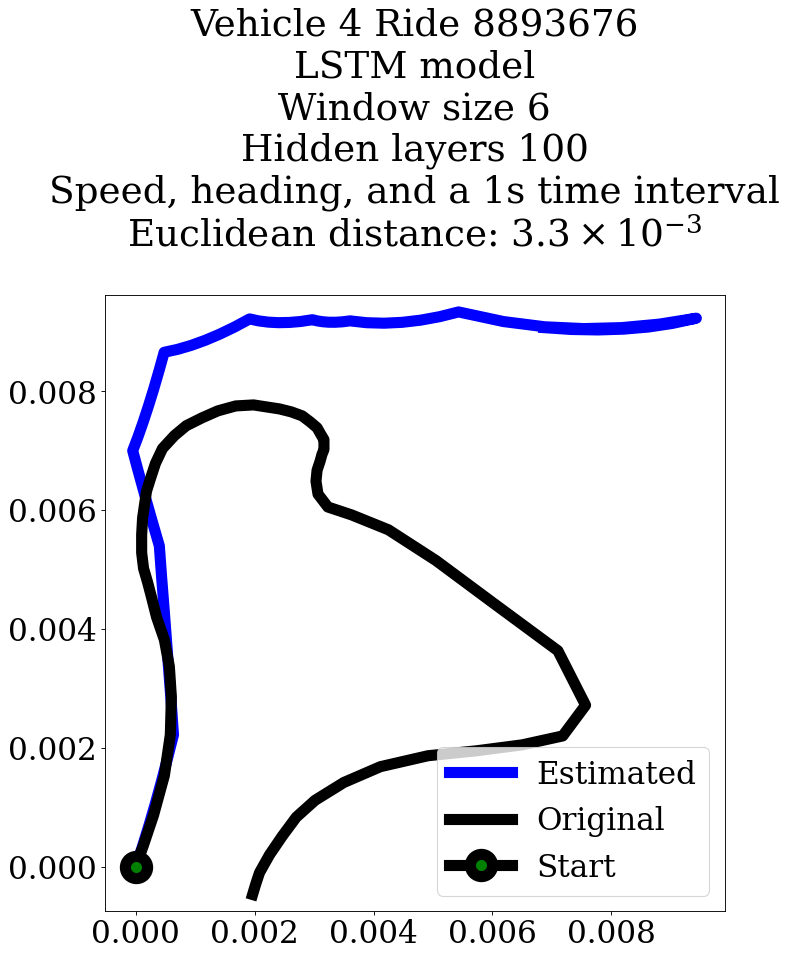 Vehicle 4 Ride 8893676
LSTM model
Window size 6
Hidden layers 100
Speed, heading, and a 1s time interval
Euclidean distance: 3.3 × 10⁻³
0.008
0.006
0.004
0.002
0.000
Estimated
Original
Start
0.000 0.002 0.004 0.006 0.008